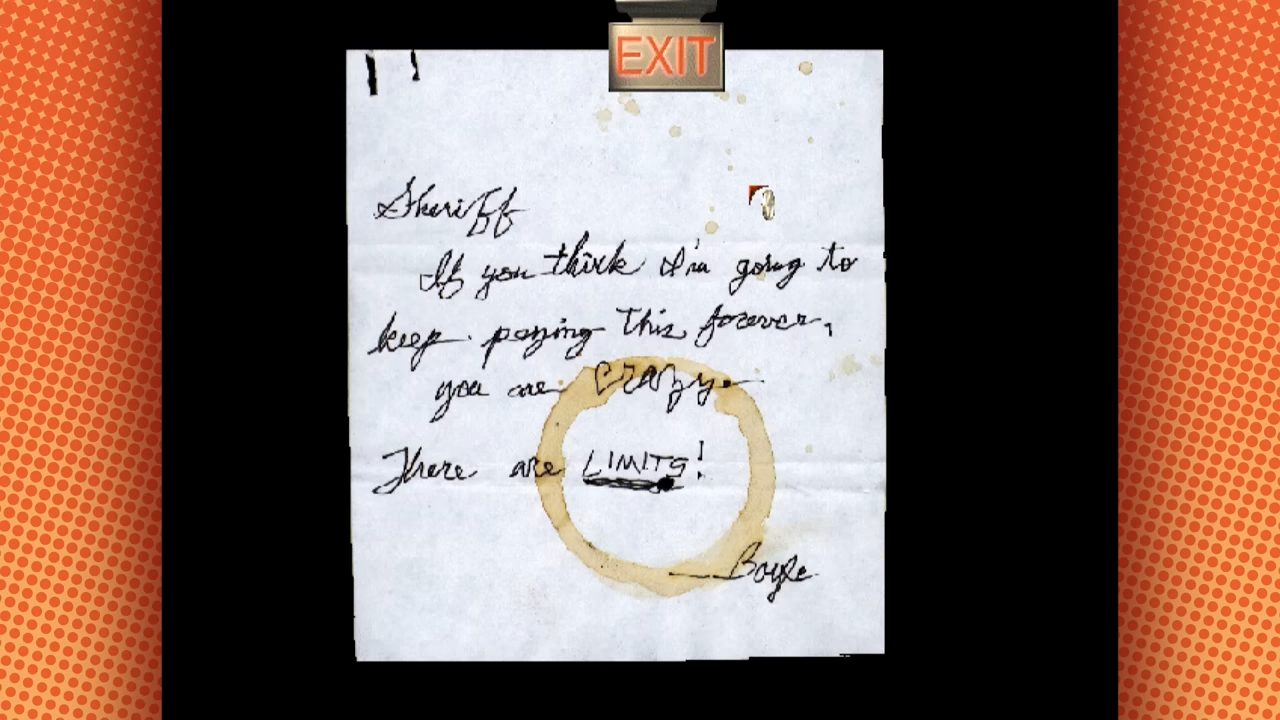 EXIT
Sheriff
If you think I'm going to
keep paying this forever,
you are crazy.
There are LIMITS!
—Boyle